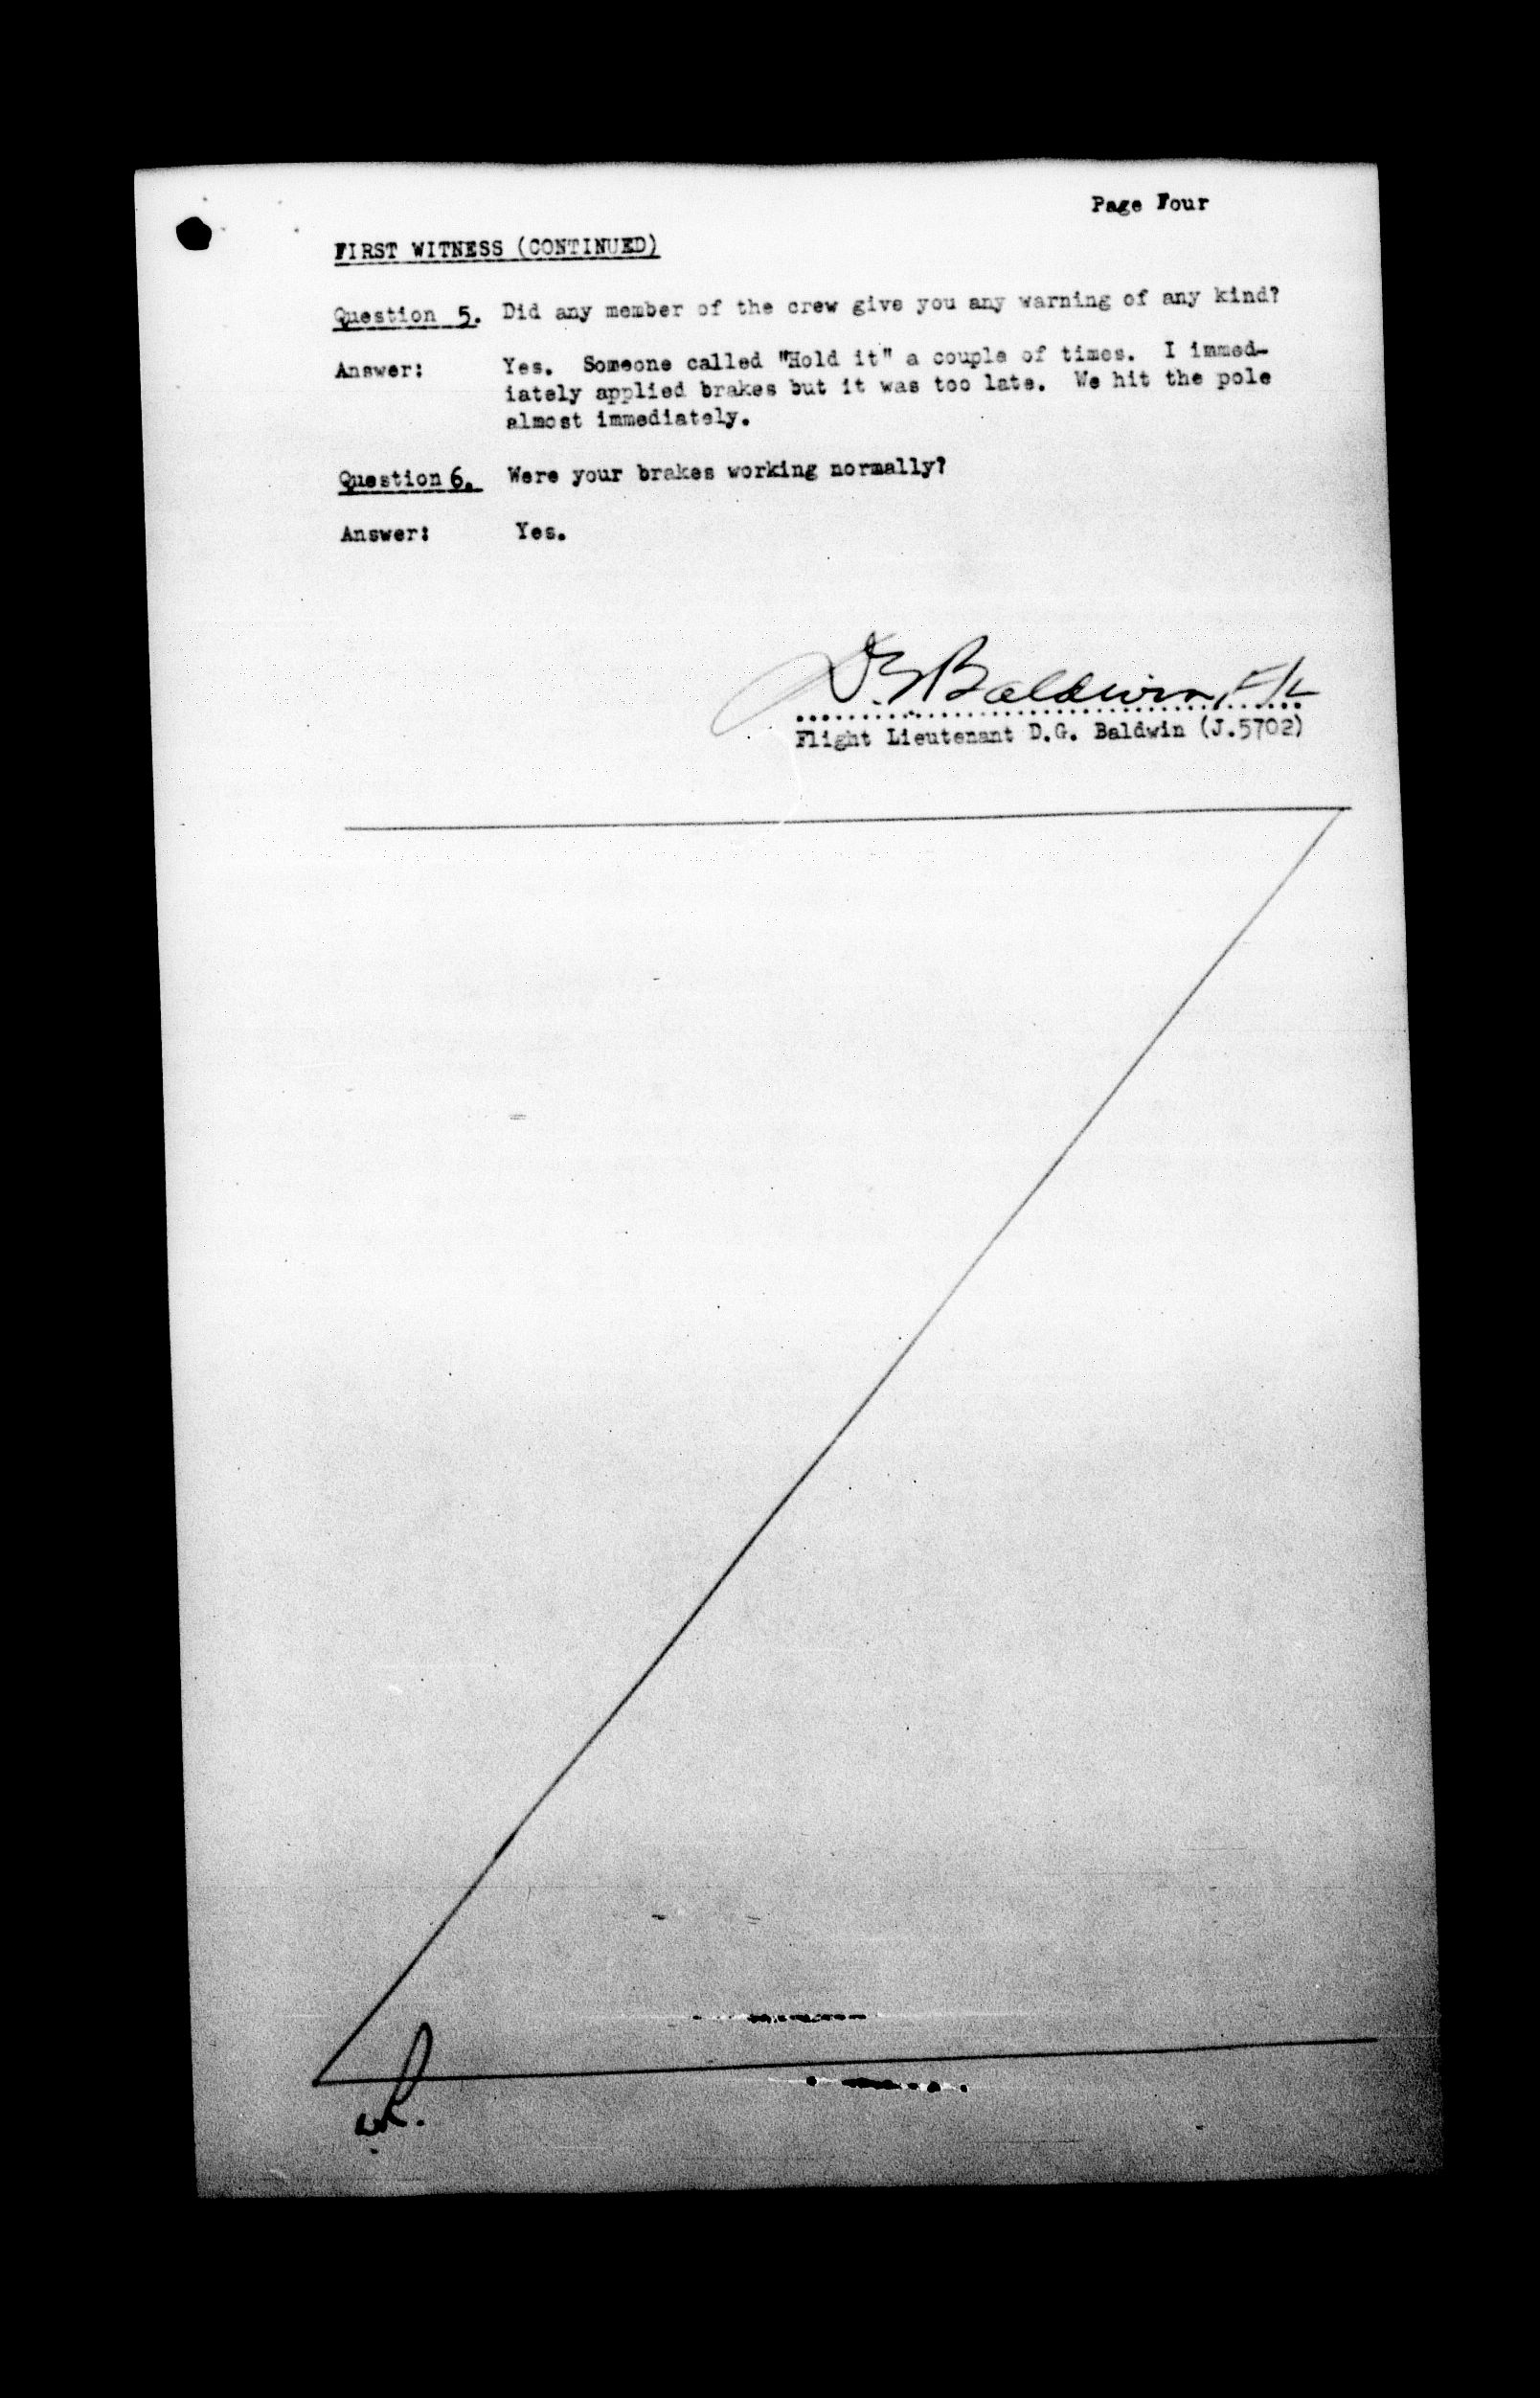 Page Four
FIRST WITNESS (CONTINUED)
Question 5. Did any member of the crew give you any warning of any kind?
Answer: Yes. Someone called "Hold it" a couple of times. I immed-
iately applied brakes but it was too late. We hit the pole
almost immediately.
Question 6. Were your brakes working normally?
Answer: Yes.
D.G. Baldwin, F/L
Flight Lieutenant D.G. Baldwin (J.5702)